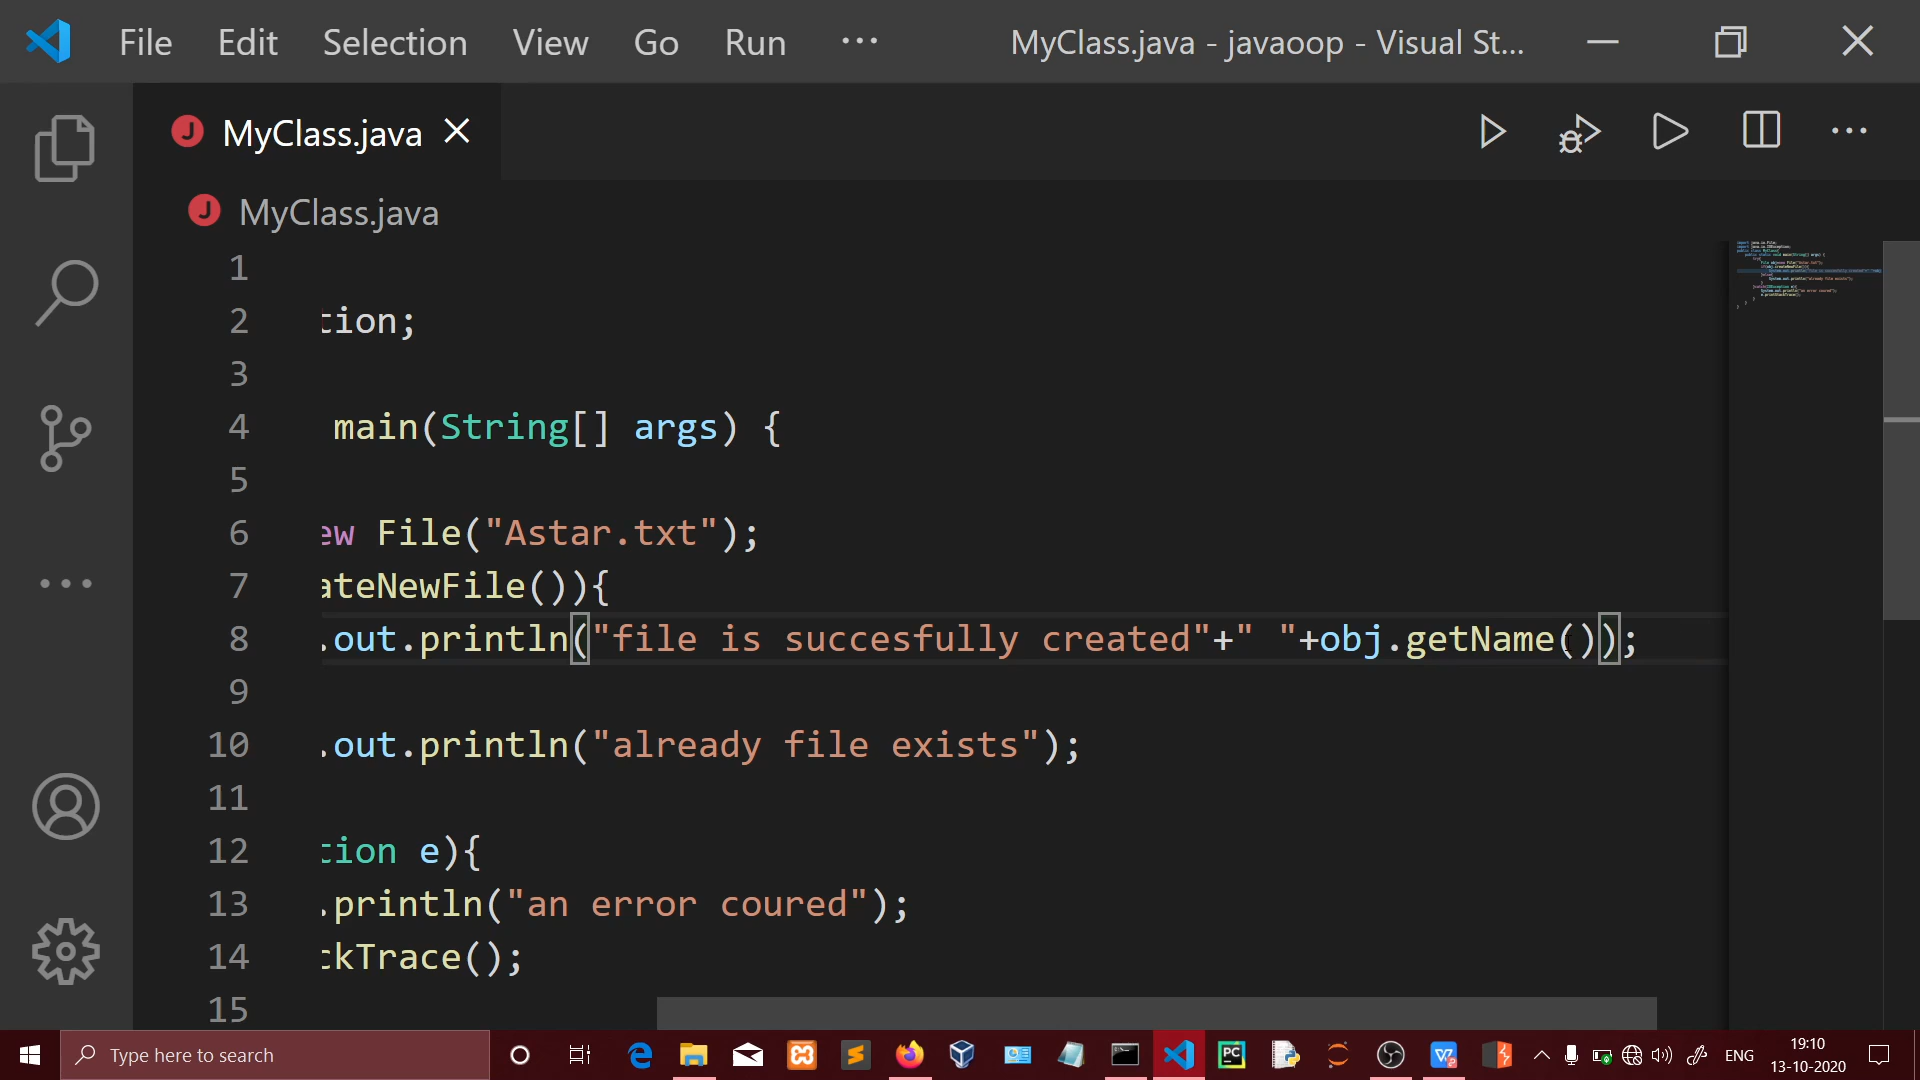 File Edit Selection View Go Run ··· MyClass.java - javaoop - Visual St...
MyClass.java
MyClass.java
1
2 tion;
3
4 main(String[] args) {
5
6 ew File("Astar.txt");
7 ateNewFile()){
8 .out.println("file is succesfully created"+" "+obj.getName());
9
10 .out.println("already file exists");
11
12 tion e){
13 .println("an error coured");
14 ckTrace();
15
Type here to search ENG 19:10
13-10-2020